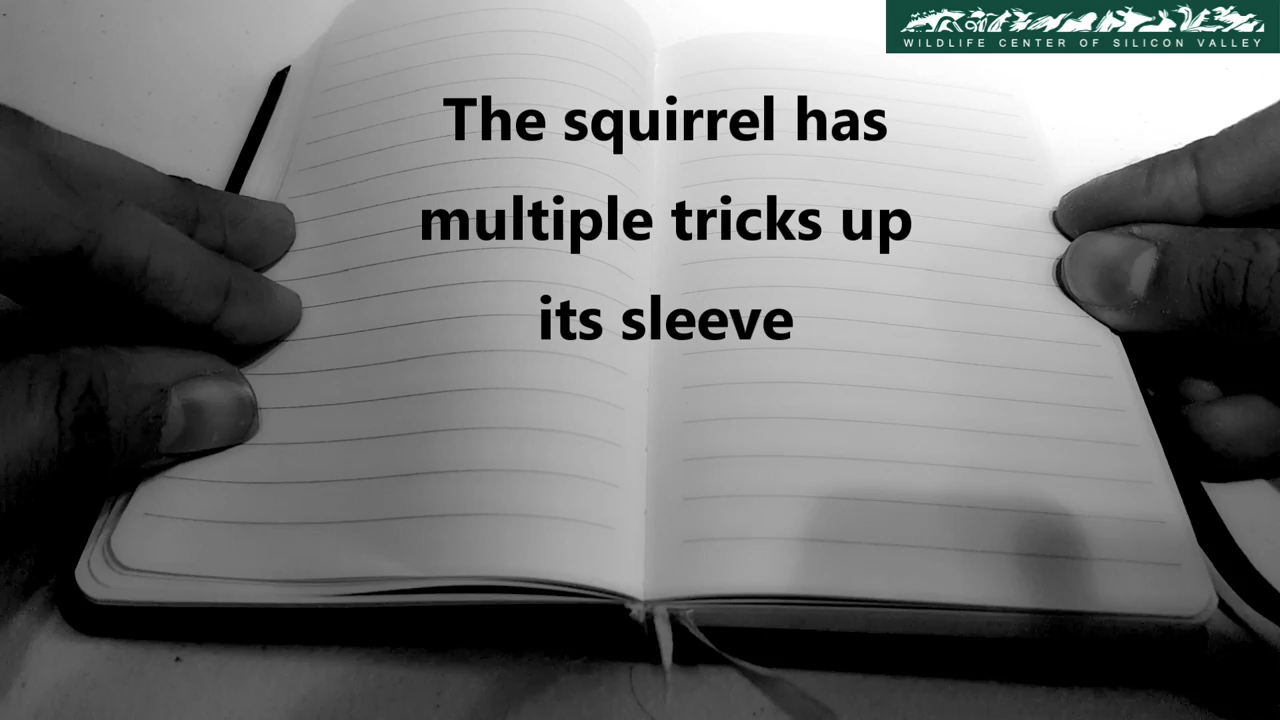 WILDLIFE CENTER OF SILICON VALLEY
The squirrel has
multiple tricks up
its sleeve